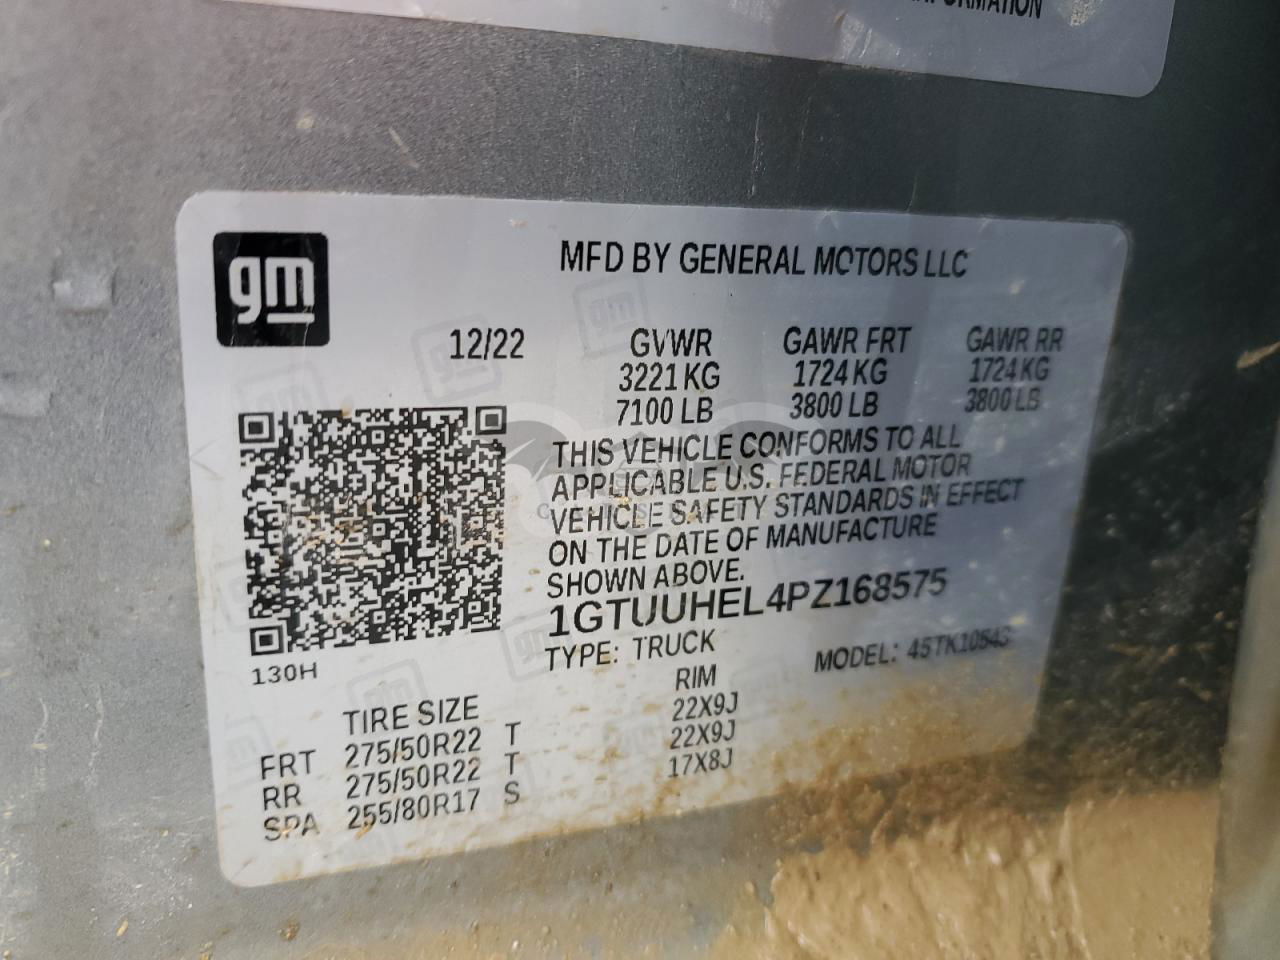 INFORMATION
gm
MFD BY GENERAL MOTORS LLC
12/22 GVWR GAWR FRT GAWR RR
3221 KG 1724 KG 1724 KG
7100 LB 3800 LB 3800 LB
THIS VEHICLE CONFORMS TO ALL
APPLICABLE U.S. FEDERAL MOTOR
VEHICLE SAFETY STANDARDS IN EFFECT
ON THE DATE OF MANUFACTURE
SHOWN ABOVE.
1GTUUHEL4PZ168575
TYPE: TRUCK MODEL: 45TK10543
130H
TIRE SIZE RIM
FRT 275/50R22 T 22X9J
RR 275/50R22 T 22X9J
SPA 255/80R17 S 17X8J